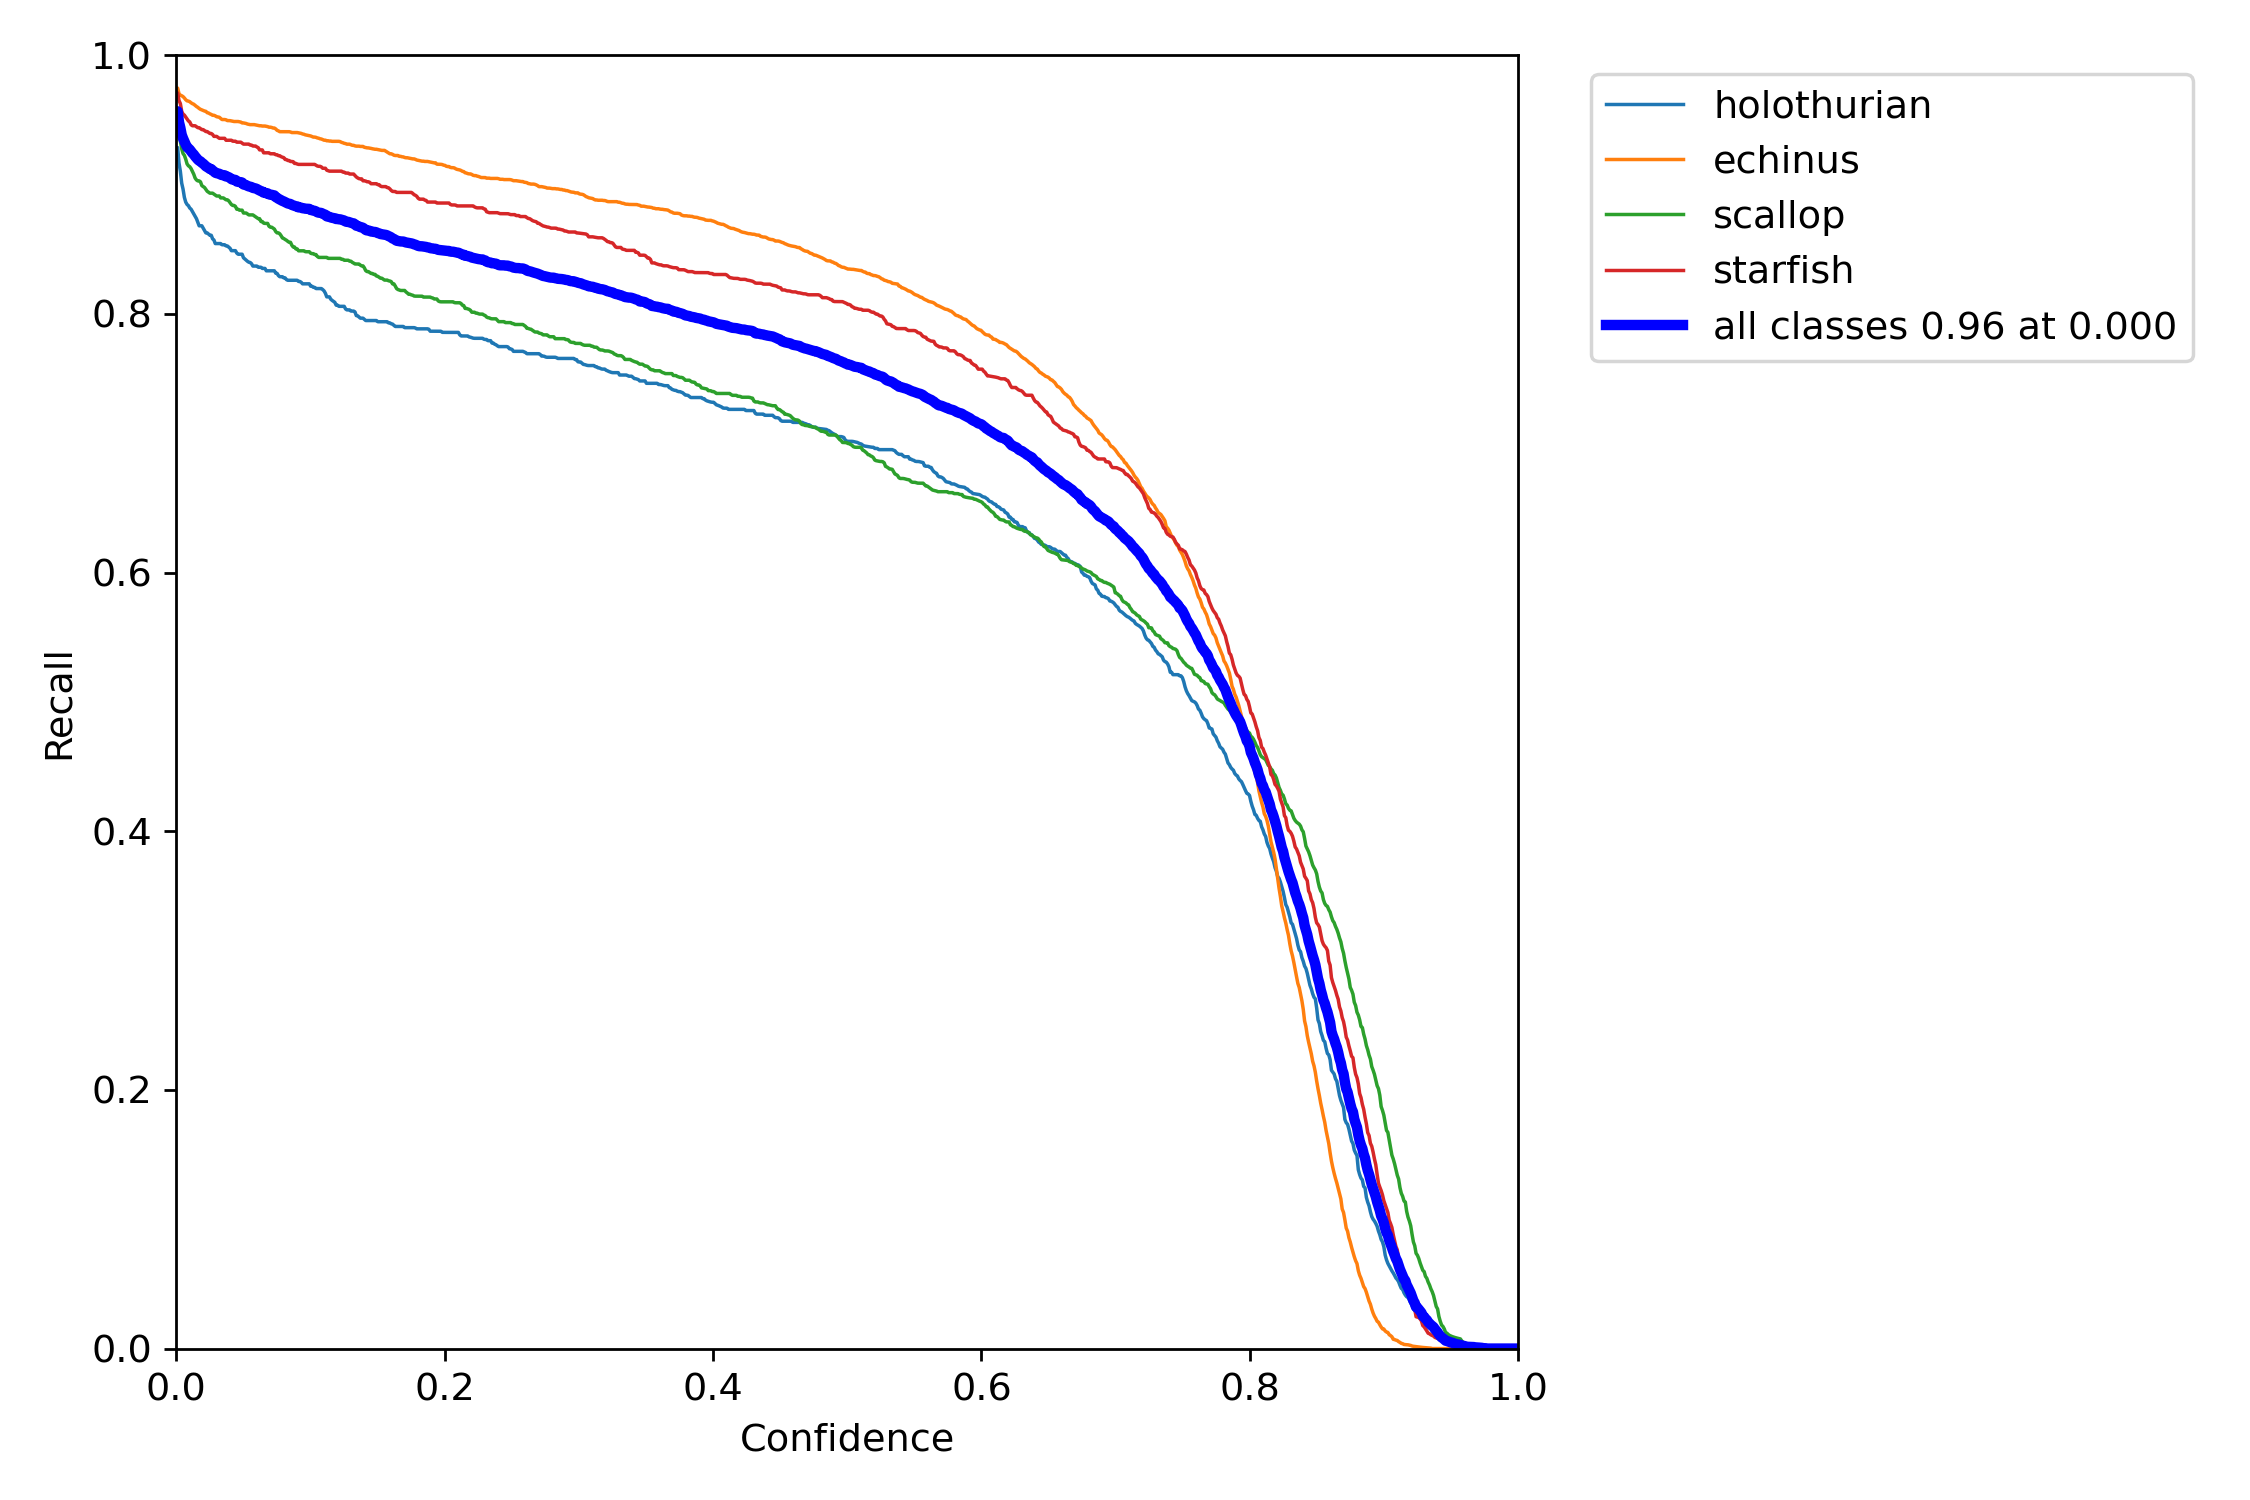 1.0
0.8
0.6
0.4
0.2
0.0
Recall
0.0 0.2 0.4 0.6 0.8 1.0
Confidence
holothurian
echinus
scallop
starfish
all classes 0.96 at 0.000